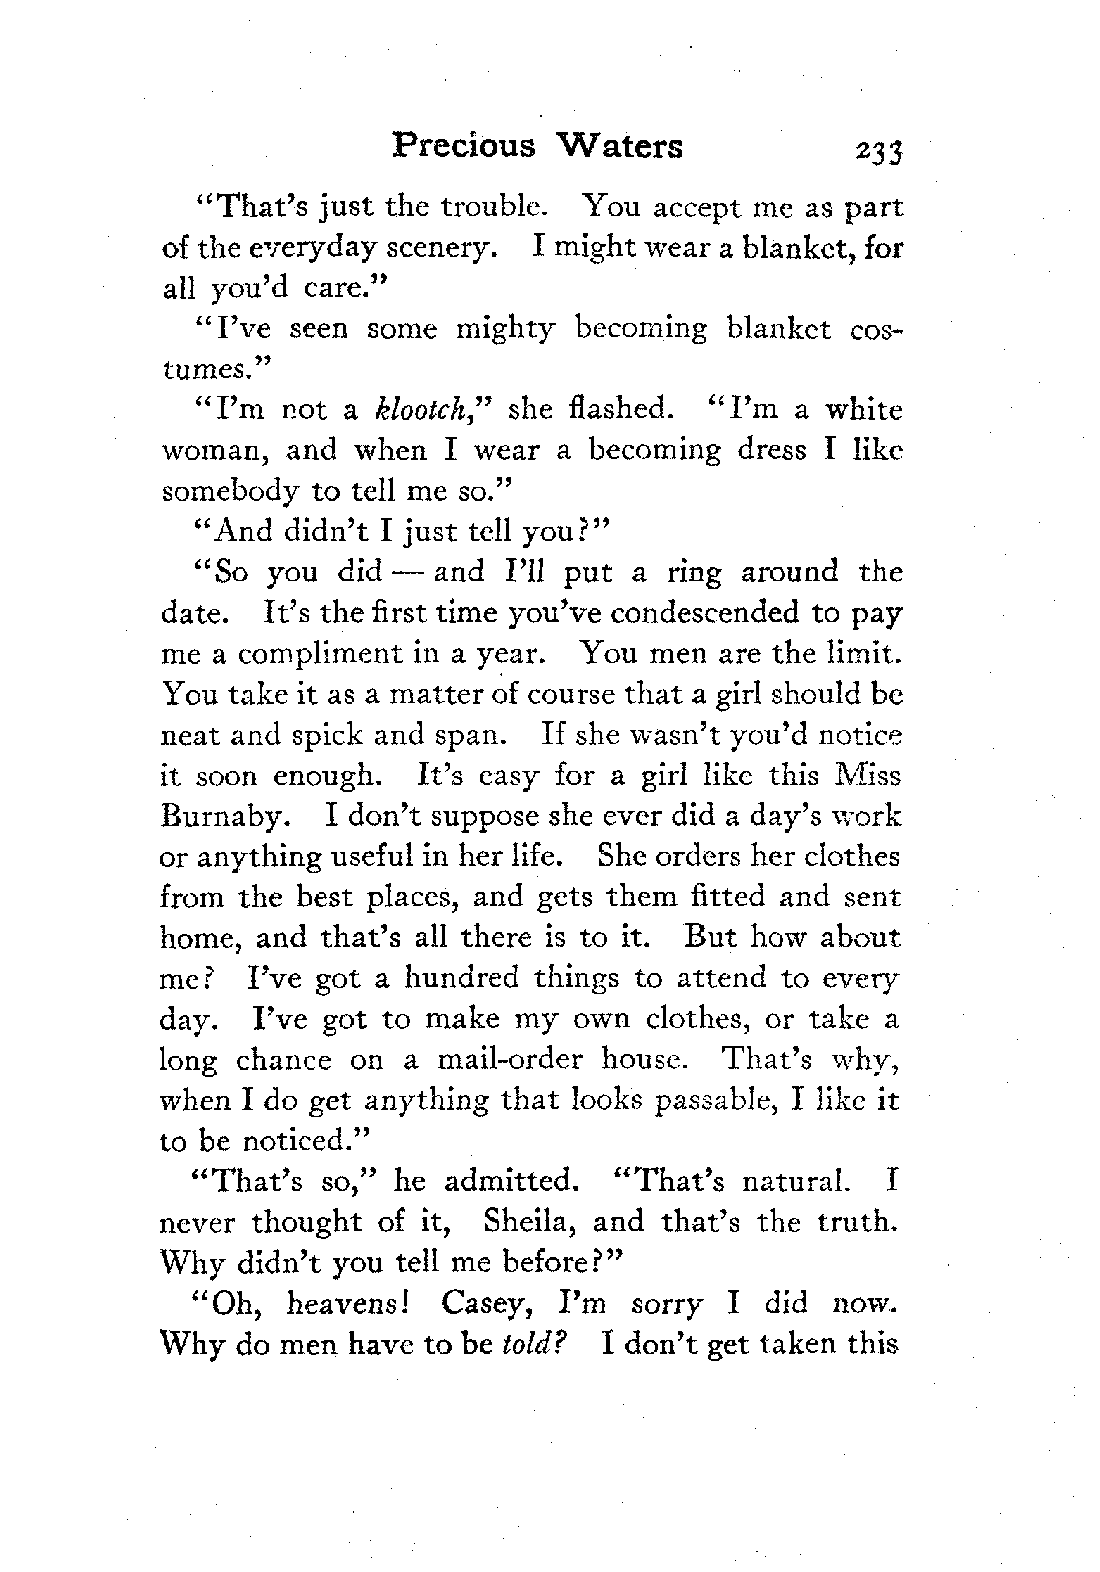 Precious Waters 233
"That's just the trouble. You accept me as part
of the everyday scenery. I might wear a blanket, for
all you'd care."
"I've seen some mighty becoming blanket cos-
tumes."
"I'm not a klootch," she flashed. "I'm a white
woman, and when I wear a becoming dress I like
somebody to tell me so."
"And didn't I just tell you?"
"So you did — and I'll put a ring around the
date. It's the first time you've condescended to pay
me a compliment in a year. You men are the limit.
You take it as a matter of course that a girl should be
neat and spick and span. If she wasn't you'd notice
it soon enough. It's easy for a girl like this Miss
Burnaby. I don't suppose she ever did a day's work
or anything useful in her life. She orders her clothes
from the best places, and gets them fitted and sent
home, and that's all there is to it. But how about
me? I've got a hundred things to attend to every
day. I've got to make my own clothes, or take a
long chance on a mail-order house. That's why,
when I do get anything that looks passable, I like it
to be noticed."
"That's so," he admitted. "That's natural. I
never thought of it, Sheila, and that's the truth.
Why didn't you tell me before?"
"Oh, heavens! Casey, I'm sorry I did now.
Why do men have to be told? I don't get taken this